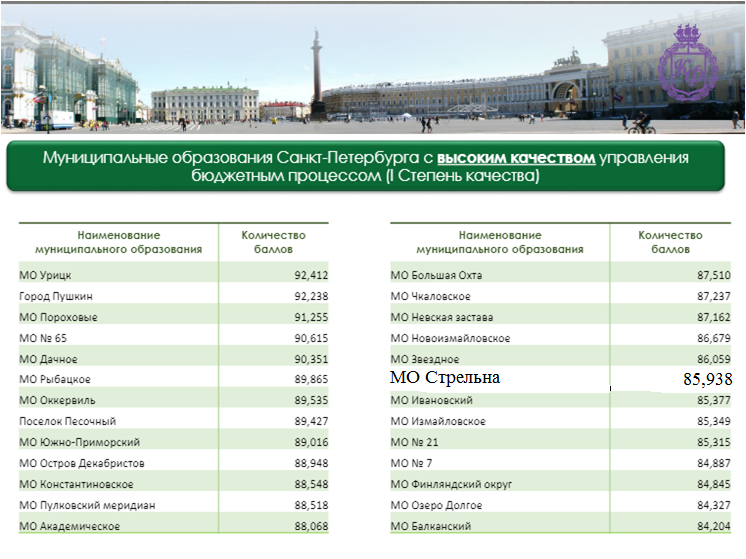 Муниципальные образования Санкт-Петербурга с высоким качеством управления
бюджетным процессом (I Степень качества)
Наименование муниципального образования Количество баллов
МО Урицк 92,412
Город Пушкин 92,238
МО Пороховые 91,255
МО № 65 90,615
МО Дачное 90,351
МО Рыбацкое 89,865
МО Оккервиль 89,535
Поселок Песочный 89,427
МО Южно-Приморский 89,016
МО Остров Декабристов 88,948
МО Константиновское 88,548
МО Пулковский меридиан 88,518
МО Академическое 88,068
Наименование муниципального образования Количество баллов
МО Большая Охта 87,510
МО Чкаловское 87,237
МО Невская застава 87,162
МО Новоизмайловское 86,679
МО Звездное 86,059
МО Стрельна 85,938
МО Ивановский 85,377
МО Измайловское 85,349
МО № 21 85,315
МО № 7 84,887
МО Финляндский округ 84,845
МО Озеро Долгое 84,327
МО Балканский 84,204